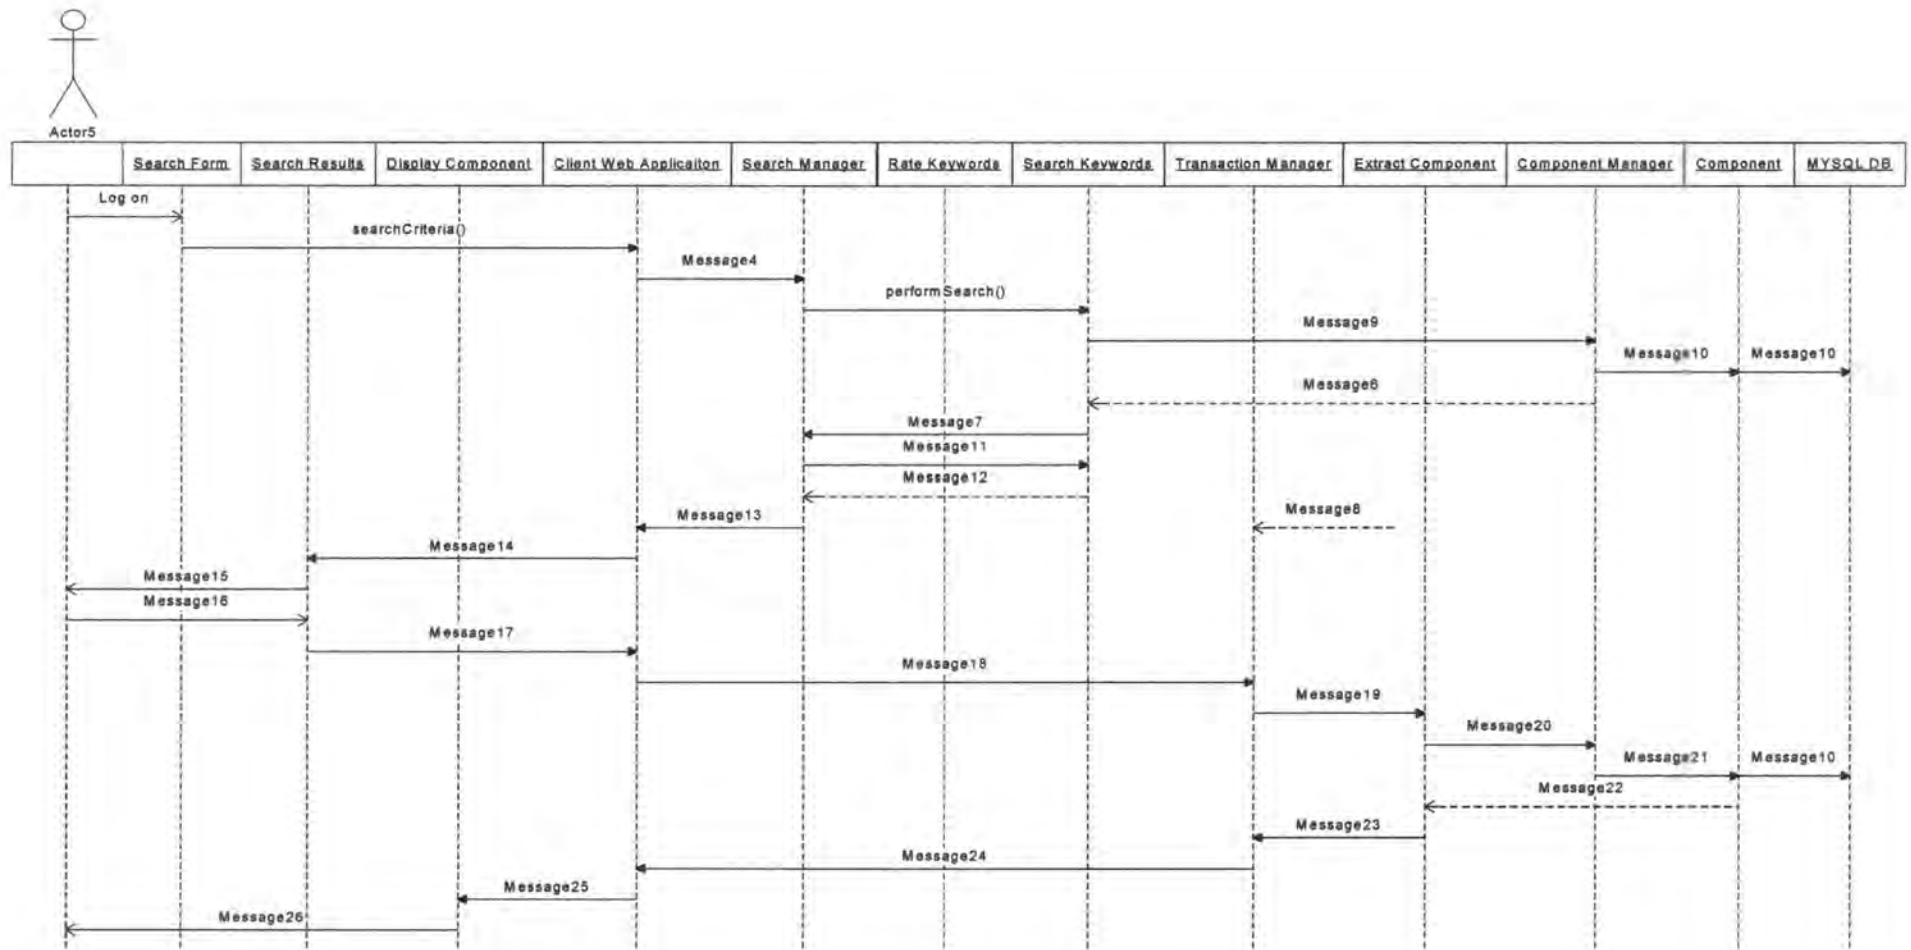 Actor5
Search Form Search Results Display Component Client Web Applicaiton Search Manager Rate Keywords Search Keywords Transaction Manager Extract Component Component Manager Component MYSQL DB
Log on
searchCriteria()
Message4
performSearch()
Message9
Message10 Message10
Message6
Message7
Message11
Message12
Message13 Message8
Message14
Message15
Message16
Message17
Message18
Message19
Message20
Message21 Message10
Message22
Message23
Message24
Message25
Message26